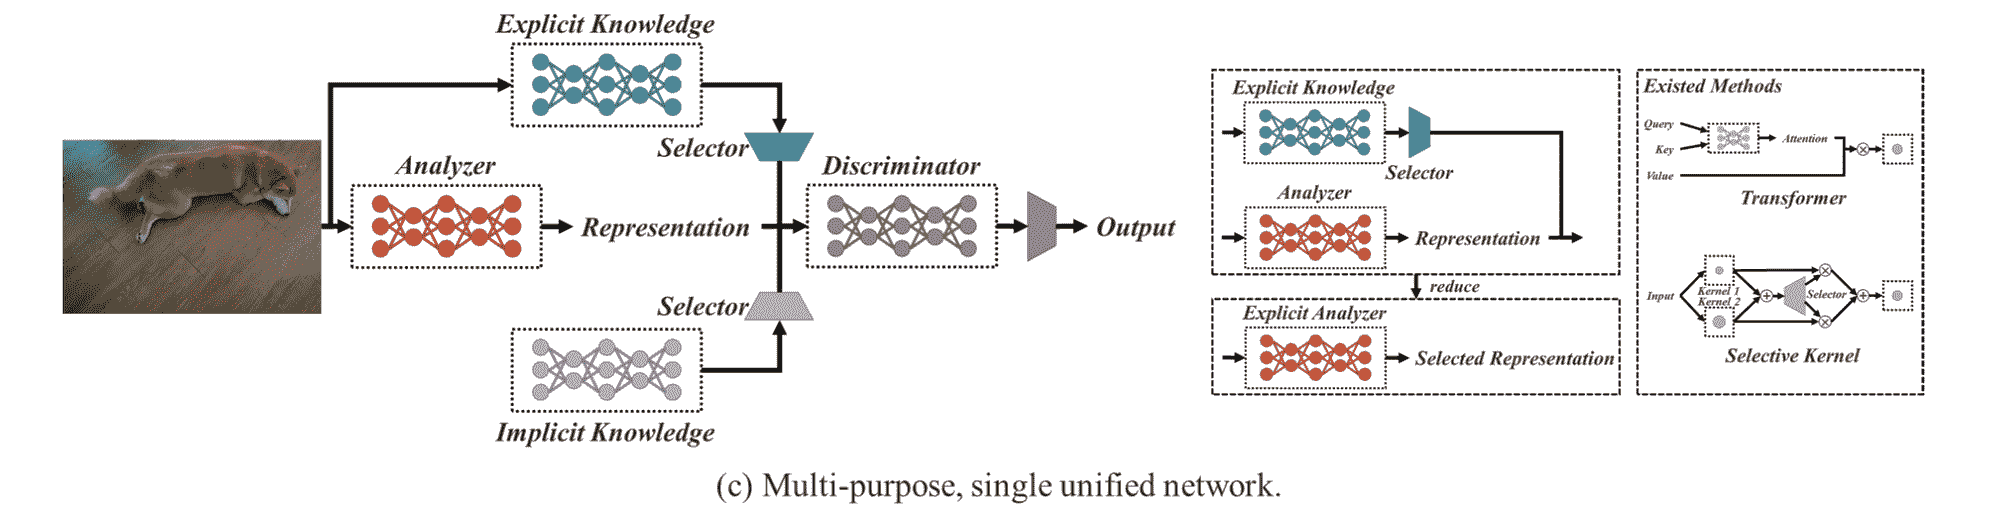 Explicit Knowledge
Selector
Analyzer
Representation
Discriminator
Output
Selector
Implicit Knowledge
Explicit Knowledge
Selector
Analyzer
Representation
reduce
Explicit Analyzer
Selected Representation
Existed Methods
Query
Key
Attention
Value
Transformer
Input
Kernel 1
Kernel 2
Selector
Selective Kernel
(c) Multi-purpose, single unified network.